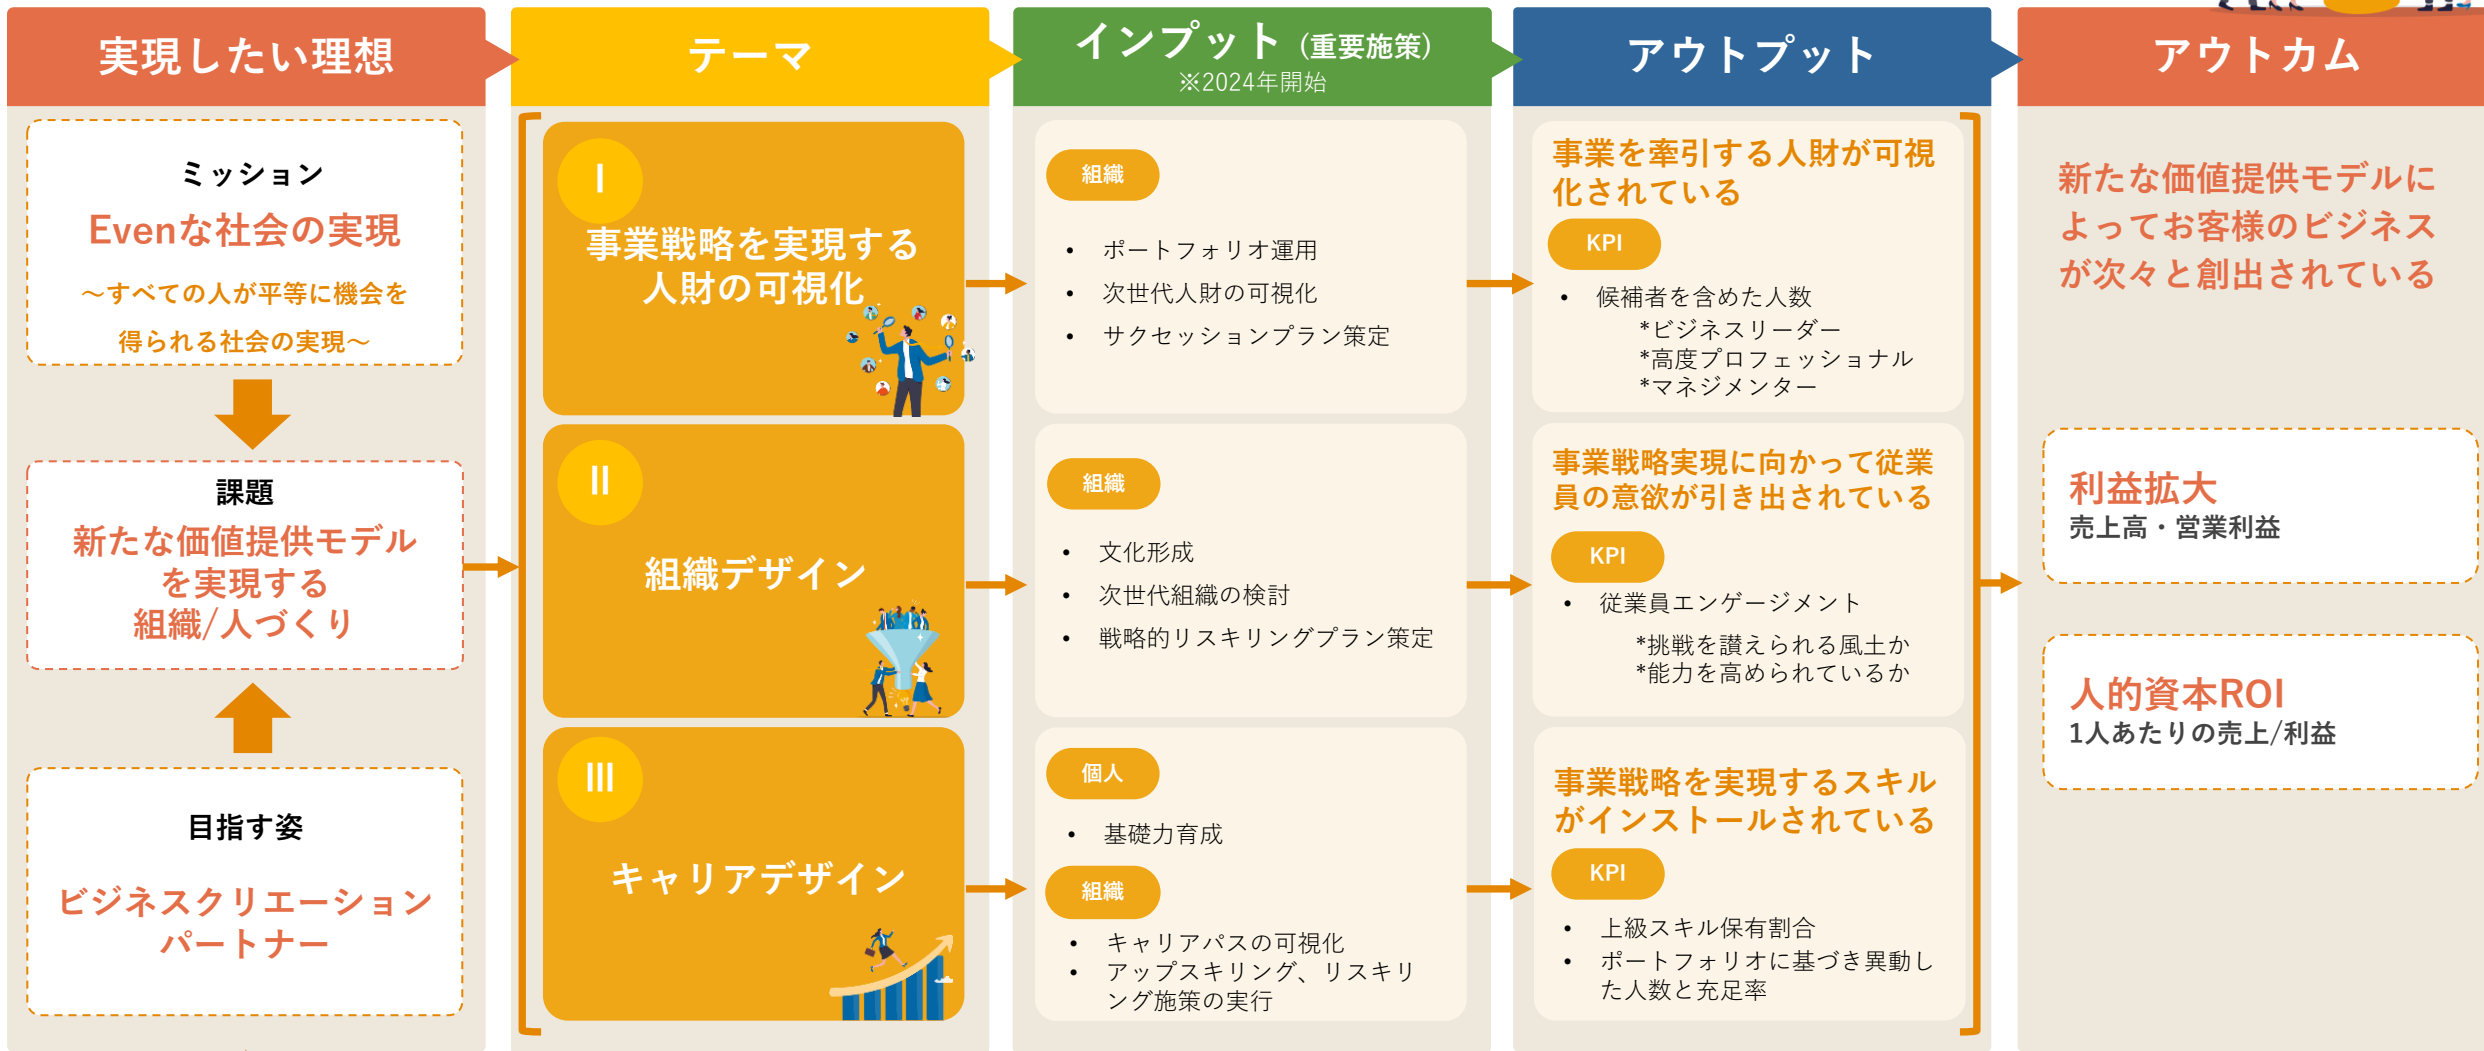 実現したい理想
ミッション
Evenな社会の実現
～すべての人が平等に機会を
得られる社会の実現～
課題
新たな価値提供モデル
を実現する
組織/人づくり
目指す姿
ビジネスクリエーション
パートナー
テーマ
Ⅰ
事業戦略を実現する
人財の可視化
Ⅱ
組織デザイン
Ⅲ
キャリアデザイン
インプット (重要施策)
※2024年開始
組織
• ポートフォリオ運用
• 次世代人財の可視化
• サクセッションプラン策定
組織
• 文化形成
• 次世代組織の検討
• 戦略的リスキリングプラン策定
個人
• 基礎力育成
組織
• キャリアパスの可視化
• アップスキリング、リスキリ
ング施策の実行
アウトプット
事業を牽引する人財が可視
化されている
KPI
• 候補者を含めた人数
*ビジネスリーダー
*高度プロフェッショナル
*マネジメンター
事業戦略実現に向かって従業
員の意欲が引き出されている
KPI
• 従業員エンゲージメント
*挑戦を讃えられる風土か
*能力を高められているか
事業戦略を実現するスキル
がインストールされている
KPI
• 上級スキル保有割合
• ポートフォリオに基づき異動し
た人数と充足率
アウトカム
新たな価値提供モデルに
よってお客様のビジネス
が次々と創出されている
利益拡大
売上高・営業利益
人的資本ROI
1人あたりの売上/利益